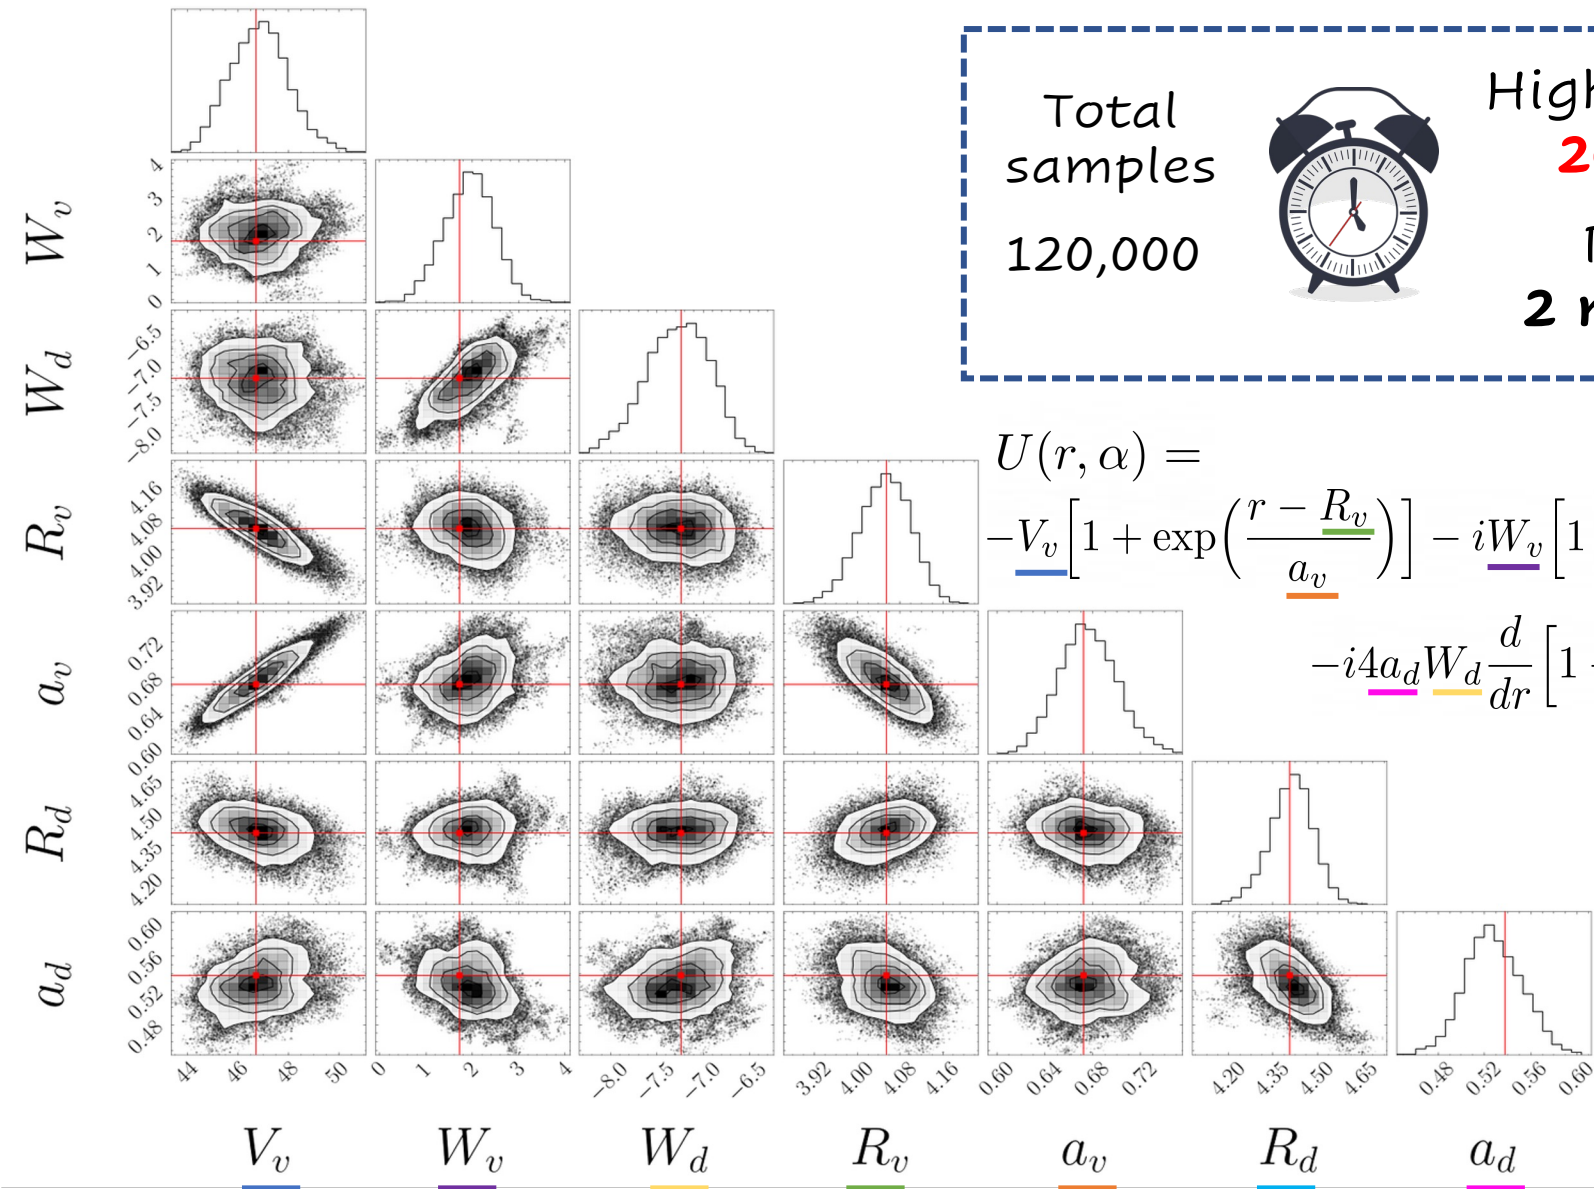 Total
samples
120,000
High
2
2
U(r, α) =
−V_v[1 + exp((r − R_v)/a_v)] − iW_v[1
−i4a_dW_d d/dr [1 −
W_v
4
3
2
1
0
W_d
−6.5
−7.0
−7.5
−8.0
R_v
4.16
4.08
4.00
3.92
a_v
0.72
0.68
0.64
0.60
R_d
4.65
4.50
4.35
4.20
a_d
0.60
0.56
0.52
0.48
44 46 48 50 0 1 2 3 4 −8.0 −7.5 −7.0 −6.5 3.92 4.00 4.08 4.16 0.60 0.64 0.68 0.72 4.20 4.35 4.50 4.65 0.48 0.52 0.56 0.60
V_v W_v W_d R_v a_v R_d a_d